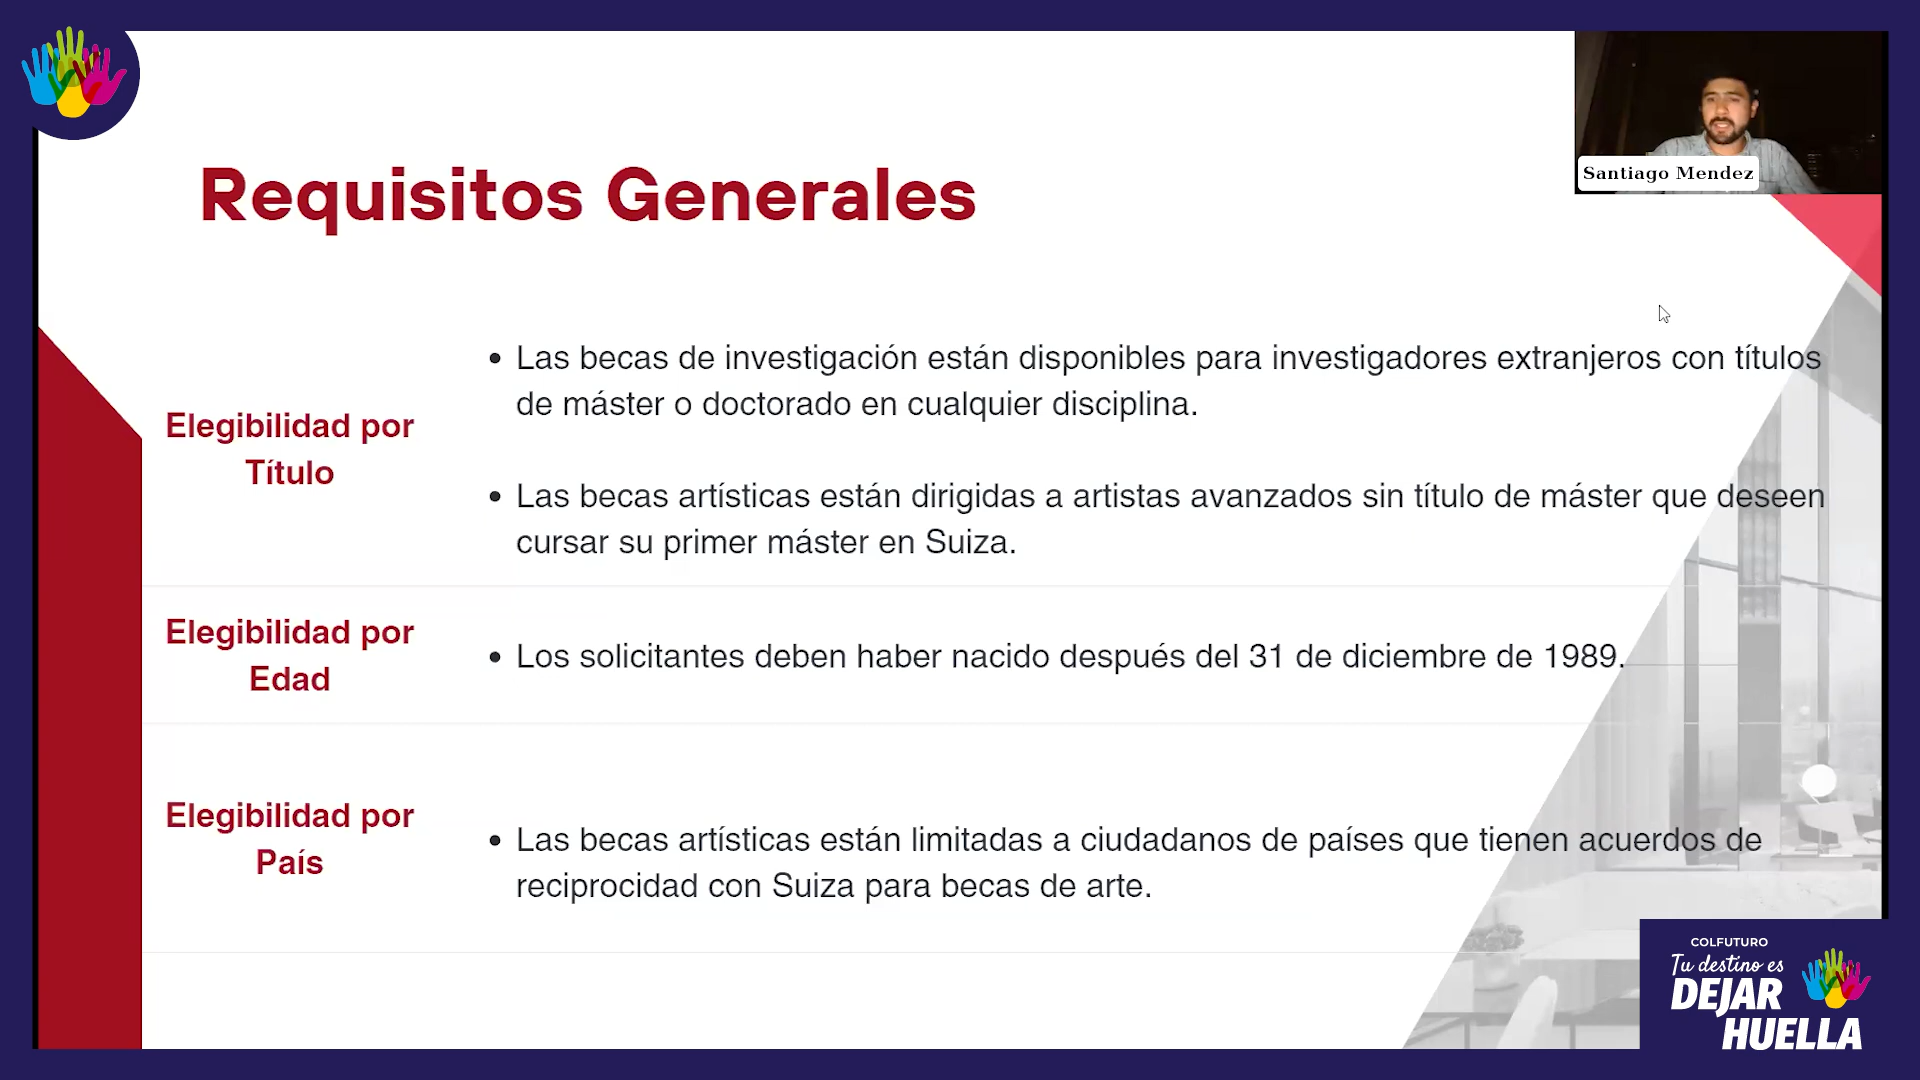 Santiago Mendez
Requisitos Generales
Elegibilidad por
Título
• Las becas de investigación están disponibles para investigadores extranjeros con títulos
de máster o doctorado en cualquier disciplina.
• Las becas artísticas están dirigidas a artistas avanzados sin título de máster que deseen
cursar su primer máster en Suiza.
Elegibilidad por
Edad
• Los solicitantes deben haber nacido después del 31 de diciembre de 1989.
Elegibilidad por
País
• Las becas artísticas están limitadas a ciudadanos de países que tienen acuerdos de
reciprocidad con Suiza para becas de arte.
COLFUTURO
Tu destino es
DEJAR
HUELLA